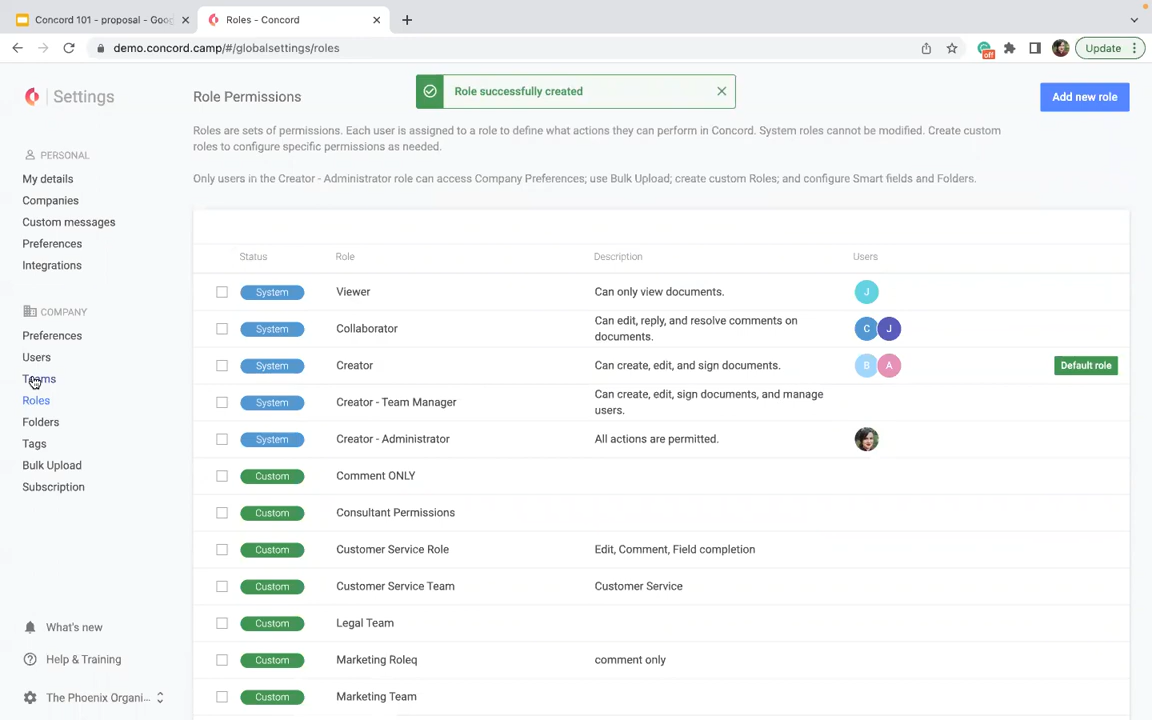 Concord 101 - proposal - Goog
Roles - Concord
demo.concord.camp/#/globalsettings/roles
off
Update
Settings
Role Permissions
Role successfully created
Add new role
Roles are sets of permissions. Each user is assigned to a role to define what actions they can perform in Concord. System roles cannot be modified. Create custom
roles to configure specific permissions as needed.
Only users in the Creator - Administrator role can access Company Preferences; use Bulk Upload; create custom Roles; and configure Smart fields and Folders.
PERSONAL
My details
Companies
Custom messages
Preferences
Integrations
COMPANY
Preferences
Users
Teams
Roles
Folders
Tags
Bulk Upload
Subscription
What's new
Help & Training
The Phoenix Organi...
Status Role Description Users
System Viewer Can only view documents. J
System Collaborator Can edit, reply, and resolve comments on
documents. C J
System Creator Can create, edit, and sign documents. B A Default role
System Creator - Team Manager Can create, edit, sign documents, and manage
users.
System Creator - Administrator All actions are permitted.
Custom Comment ONLY
Custom Consultant Permissions
Custom Customer Service Role Edit, Comment, Field completion
Custom Customer Service Team Customer Service
Custom Legal Team
Custom Marketing Roleq comment only
Custom Marketing Team